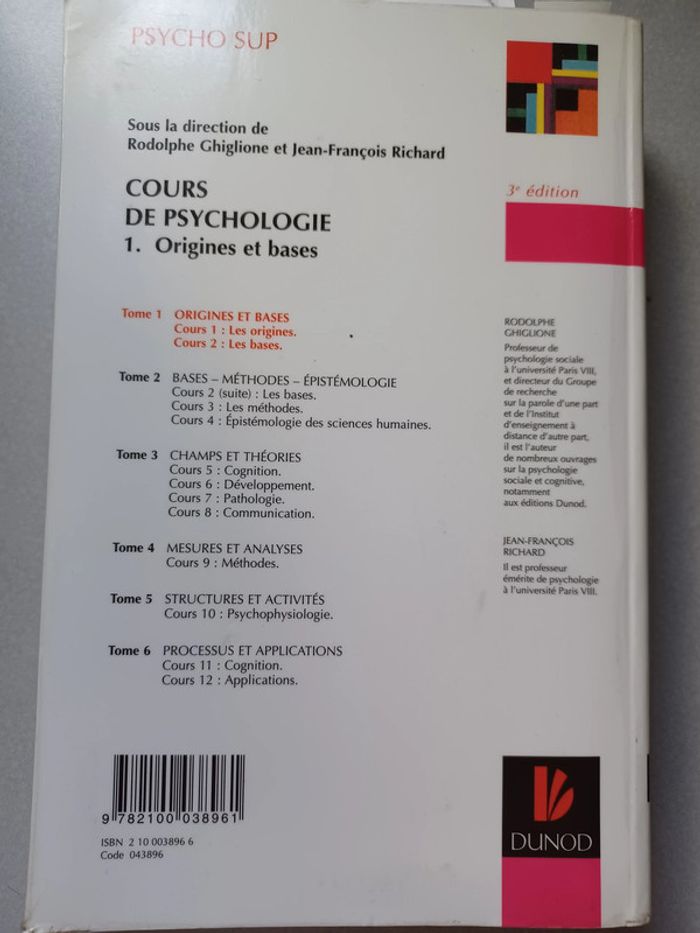 PSYCHO SUP
Sous la direction de
Rodolphe Ghiglione et Jean-François Richard
COURS
DE PSYCHOLOGIE
1. Origines et bases
Tome 1 ORIGINES ET BASES
Cours 1 : Les origines.
Cours 2 : Les bases.
Tome 2 BASES – MÉTHODES – ÉPISTÉMOLOGIE
Cours 2 (suite) : Les bases.
Cours 3 : Les méthodes.
Cours 4 : Épistémologie des sciences humaines.
Tome 3 CHAMPS ET THÉORIES
Cours 5 : Cognition.
Cours 6 : Développement.
Cours 7 : Pathologie.
Cours 8 : Communication.
Tome 4 MESURES ET ANALYSES
Cours 9 : Méthodes.
Tome 5 STRUCTURES ET ACTIVITÉS
Cours 10 : Psychophysiologie.
Tome 6 PROCESSUS ET APPLICATIONS
Cours 11 : Cognition.
Cours 12 : Applications.
9 782100 038961
ISBN 2 10 003896 6
Code 043896
3e édition
RODOLPHE
GHIGLIONE
Professeur de
psychologie sociale
à l'université Paris VIII,
et directeur du Groupe
de recherche
sur la parole d'une part
et de l'Institut
d'enseignement à
distance d'autre part,
il est l'auteur
de nombreux ouvrages
sur la psychologie
sociale et cognitive,
notamment
aux éditions Dunod.
JEAN-FRANÇOIS
RICHARD
Il est professeur
émérite de psychologie
à l'université Paris VIII.
DUNOD